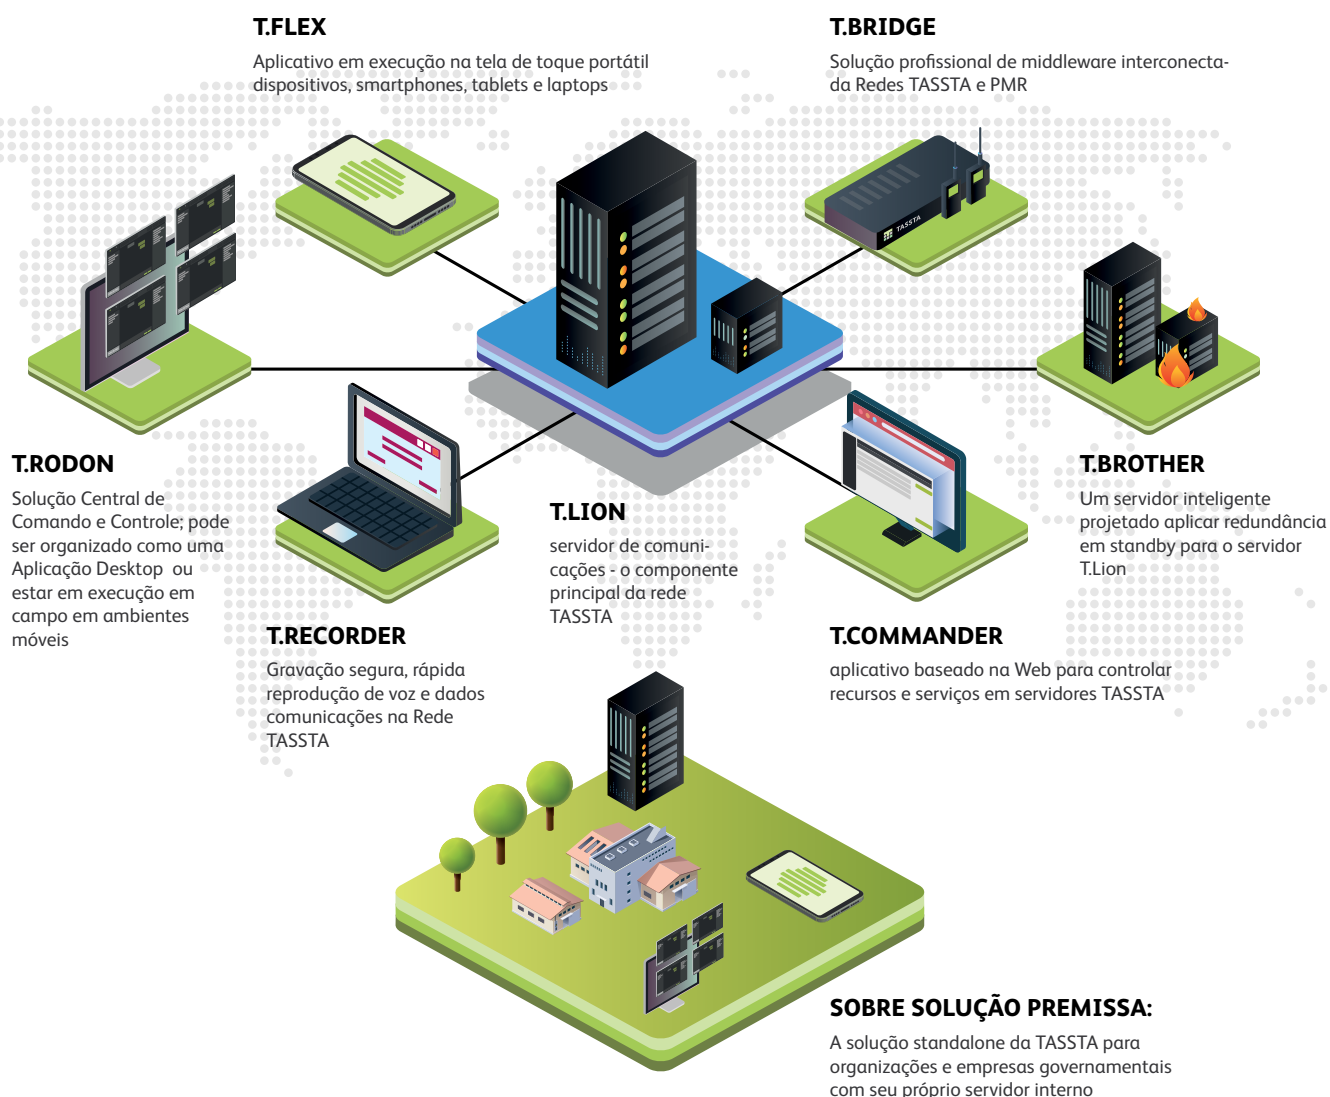 T.FLEX
Aplicativo em execução na tela de toque portátil
dispositivos, smartphones, tablets e laptops
T.BRIDGE
Solução profissional de middleware interconecta-
da Redes TASSTA e PMR
TASSTA
T.RODON
Solução Central de
Comando e Controle; pode
ser organizado como uma
Aplicação Desktop ou
estar em execução em
campo em ambientes
móveis
T.RECORDER
Gravação segura, rápida
reprodução de voz e dados
comunicações na Rede
TASSTA
T.LION
servidor de comuni-
cações - o componente
principal da rede
TASSTA
T.COMMANDER
aplicativo baseado na Web para controlar
recursos e serviços em servidores TASSTA
T.BROTHER
Um servidor inteligente
projetado aplicar redundância
em standby para o servidor
T.Lion
SOBRE SOLUÇÃO PREMISSA:
A solução standalone da TASSTA para
organizações e empresas governamentais
com seu próprio servidor interno